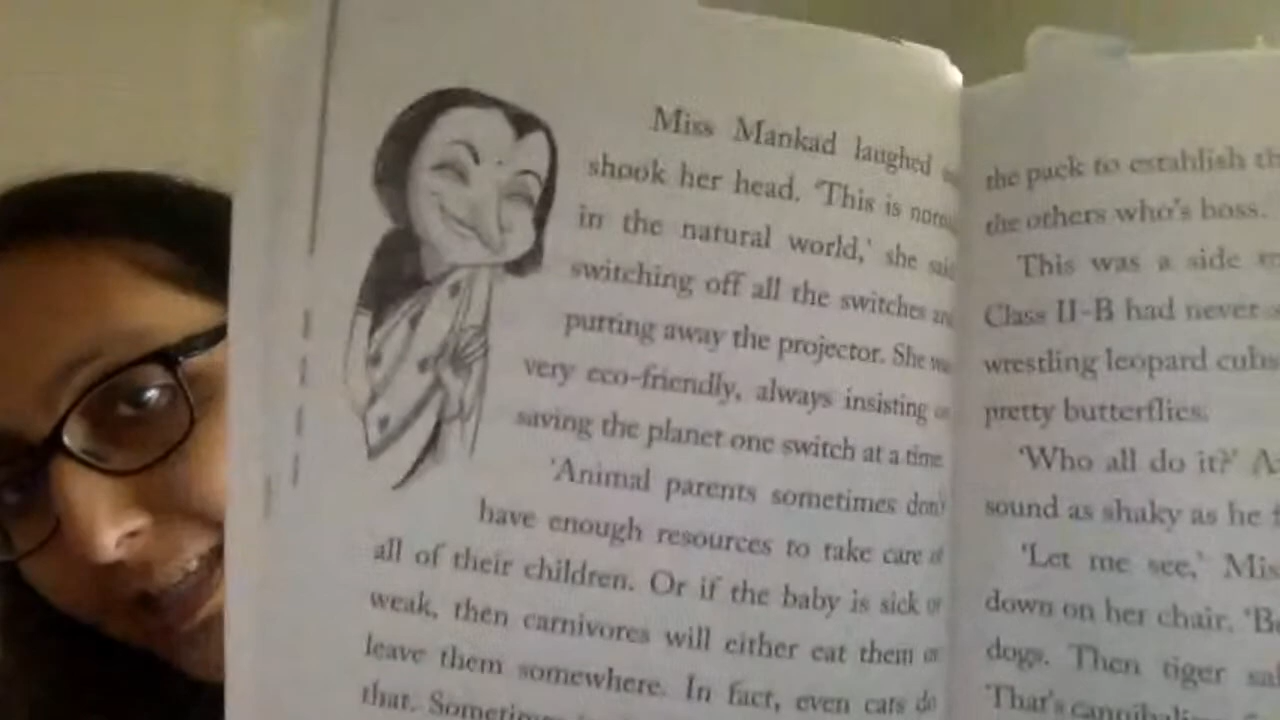 Miss Mankad laughed
shook her head. 'This is
in the natural world,' she
switching off all the switches
putting away the projector. She
very eco-friendly, always insisting
saving the planet one switch at a time
'Animal parents sometimes don't
have enough resources to take care
all of their children. Or if the baby is sick or
weak, then carnivores will either eat them or
leave them somewhere. In fact, even cats do
that.
the pack to establish
the others who's boss.
This was a side
Class II-B had never
wrestling leopard cubs
pretty butterflies.
'Who all do it?'
sound as shaky as he
'Let me see,'
down on her chair.
dogs. Then tiger
'That's